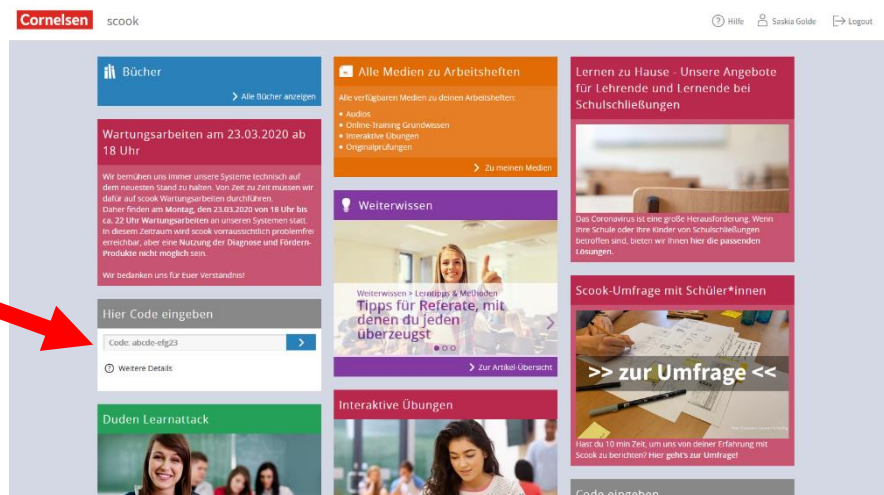 Cornelsen scook
Hilfe Saskia Golde Logout
Bücher
Alle Bücher anzeigen
Wartungsarbeiten am 23.03.2020 ab
18 Uhr
Wir bemühen uns immer unsere Systeme technisch auf
dem neuesten Stand zu halten. Von Zeit zu Zeit müssen wir
dafür auf scook Wartungsarbeiten durchführen.
Daher finden am Montag, den 23.03.2020 von 18 Uhr bis
ca. 22 Uhr Wartungsarbeiten an unseren Systemen statt.
In diesem Zeitraum wird scook vorraussichtlich problemfrei
erreichbar, aber eine Nutzung der Diagnose und Fördern-
Produkte nicht möglich sein.
Wir bedanken uns für Euer Verständnis!
Hier Code eingeben
Code: abcde-efg23
Weitere Details
Duden Learnattack
Alle Medien zu Arbeitsheften
Alle verfügbaren Medien zu deinen Arbeitsheften:
• Audios
• Online-Training Grundwissen
• Interaktive Übungen
• Originalprüfungen
Zu meinen Medien
Weiterwissen
Weiterwissen > Lerntipps & Methoden
Tipps für Referate, mit
denen du jeden
überzeugst
Zur Artikel-Übersicht
Interaktive Übungen
Lernen zu Hause - Unsere Angebote
für Lehrende und Lernende bei
Schulschließungen
Das Coronavirus ist eine große Herausforderung. Wenn
Ihre Schule oder Ihre Kinder von Schulschließungen
betroffen sind, bieten wir Ihnen hier die passenden
Lösungen.
Scook-Umfrage mit Schüler*innen
>> zur Umfrage <<
Hast du 10 min Zeit, um uns von deiner Erfahrung mit
Scook zu berichten? Hier geht's zur Umfrage!
Code eingeben